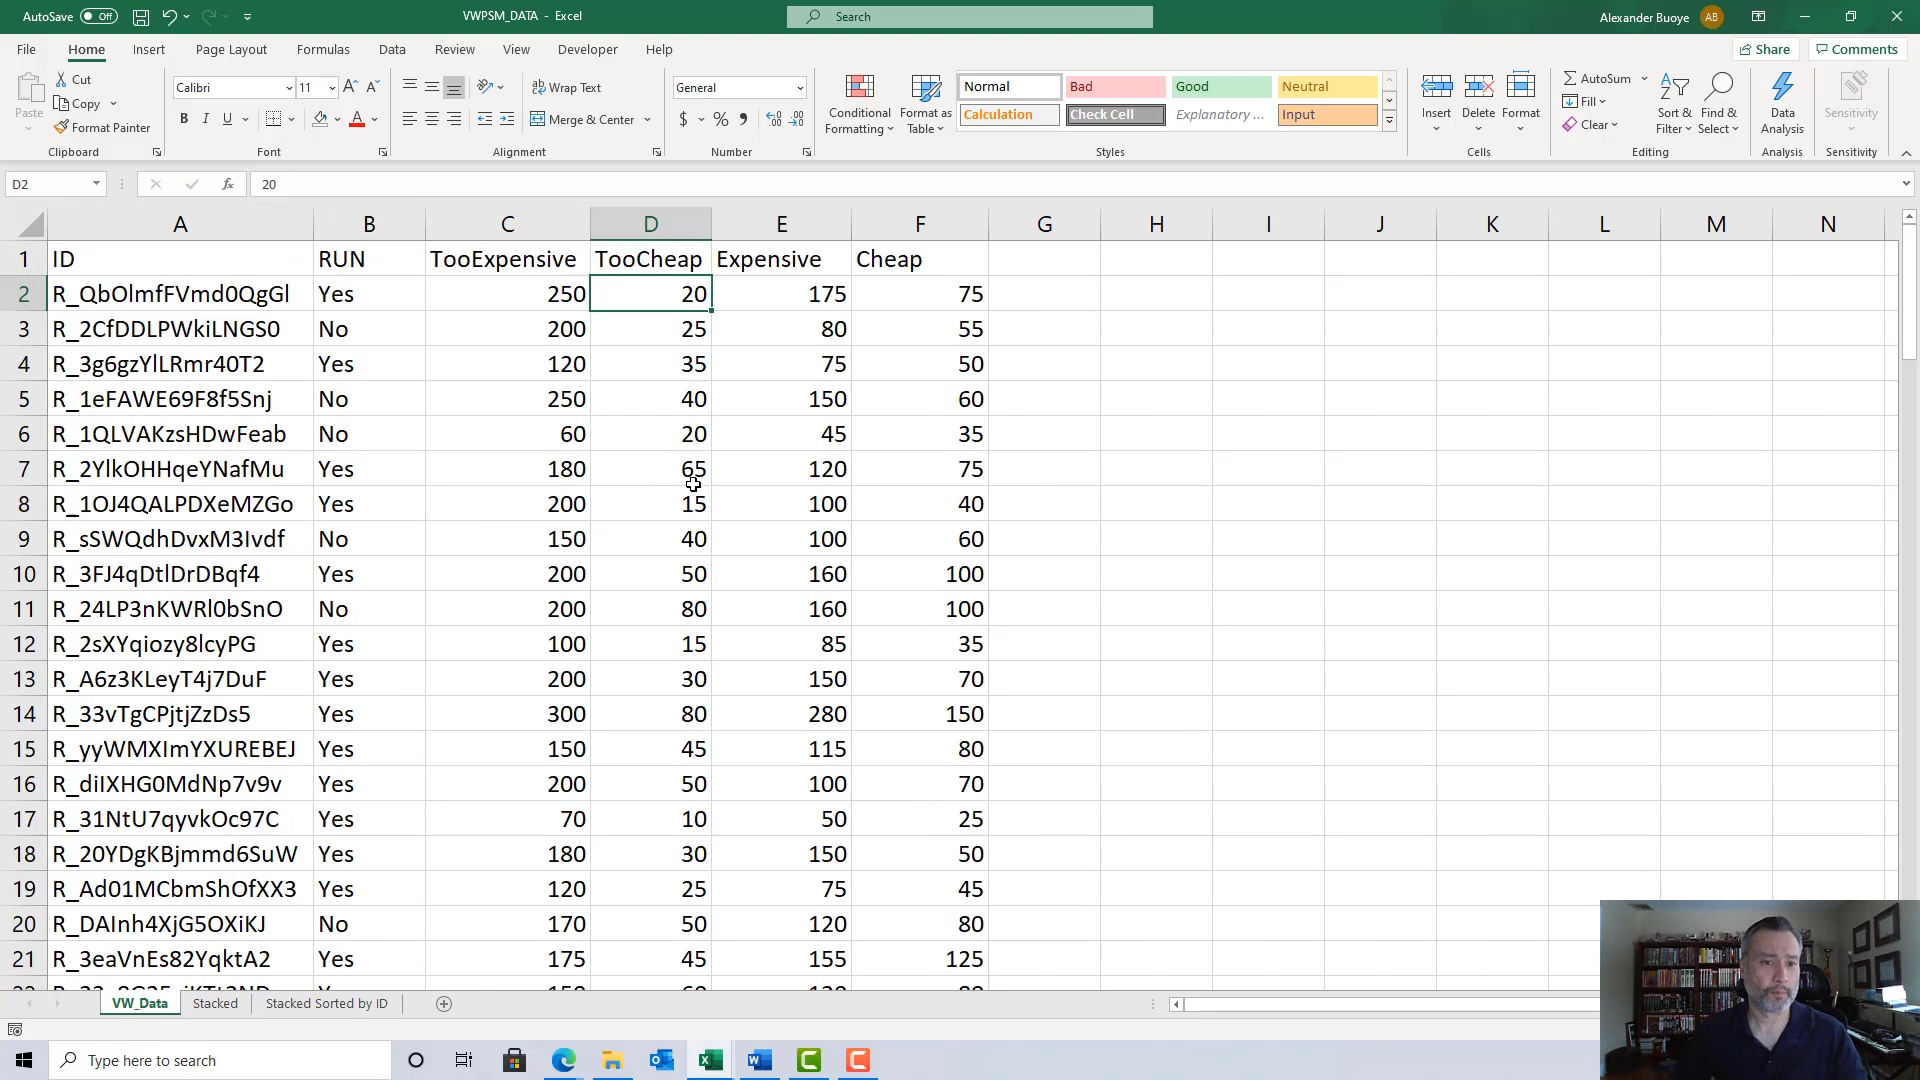 AutoSave Off VWPSM_DATA - Excel Search Alexander Buoye AB
File Home Insert Page Layout Formulas Data Review View Developer Help Share Comments
Paste Cut Copy Format Painter Clipboard
Calibri 11 A A B I U A Font
Wrap Text Merge & Center Alignment
General $ % Number
Conditional Formatting Format as Table Normal Bad Good Neutral Calculation Check Cell Explanatory ... Input Styles
Insert Delete Format Cells
AutoSum Fill Clear Sort & Filter Find & Select Editing
Data Analysis Analysis Sensitivity Sensitivity
D2 fx 20
A B C D E F G H I J K L M N
1 ID RUN TooExpensive TooCheap Expensive Cheap
2 R_QbOlmfFVmd0QgGl Yes 250 20 175 75
3 R_2CfDDLPWkiLNGS0 No 200 25 80 55
4 R_3g6gzYlLRmr40T2 Yes 120 35 75 50
5 R_1eFAWE69F8f5Snj No 250 40 150 60
6 R_1QLVAKzsHDwFeab No 60 20 45 35
7 R_2YlkOHHqeYNafMu Yes 180 65 120 75
8 R_1OJ4QALPDXeMZGo Yes 200 15 100 40
9 R_sSWQdhDvxM3Ivdf No 150 40 100 60
10 R_3FJ4qDtlDrDBqf4 Yes 200 50 160 100
11 R_24LP3nKWRl0bSnO No 200 80 160 100
12 R_2sXYqiozy8lcyPG Yes 100 15 85 35
13 R_A6z3KLeyT4j7DuF Yes 200 30 150 70
14 R_33vTgCPjtjZzDs5 Yes 300 80 280 150
15 R_yyWMXImYXUREBEJ Yes 150 45 115 80
16 R_diIXHG0MdNp7v9v Yes 200 50 100 70
17 R_31NtU7qyvkOc97C Yes 70 10 50 25
18 R_20YDgKBjmmd6SuW Yes 180 30 150 50
19 R_Ad01MCbmShOfXX3 Yes 120 25 75 45
20 R_DAInh4XjG5OXiKJ No 170 50 120 80
21 R_3eaVnEs82YqktA2 Yes 175 45 155 125
VW_Data Stacked Stacked Sorted by ID
Type here to search